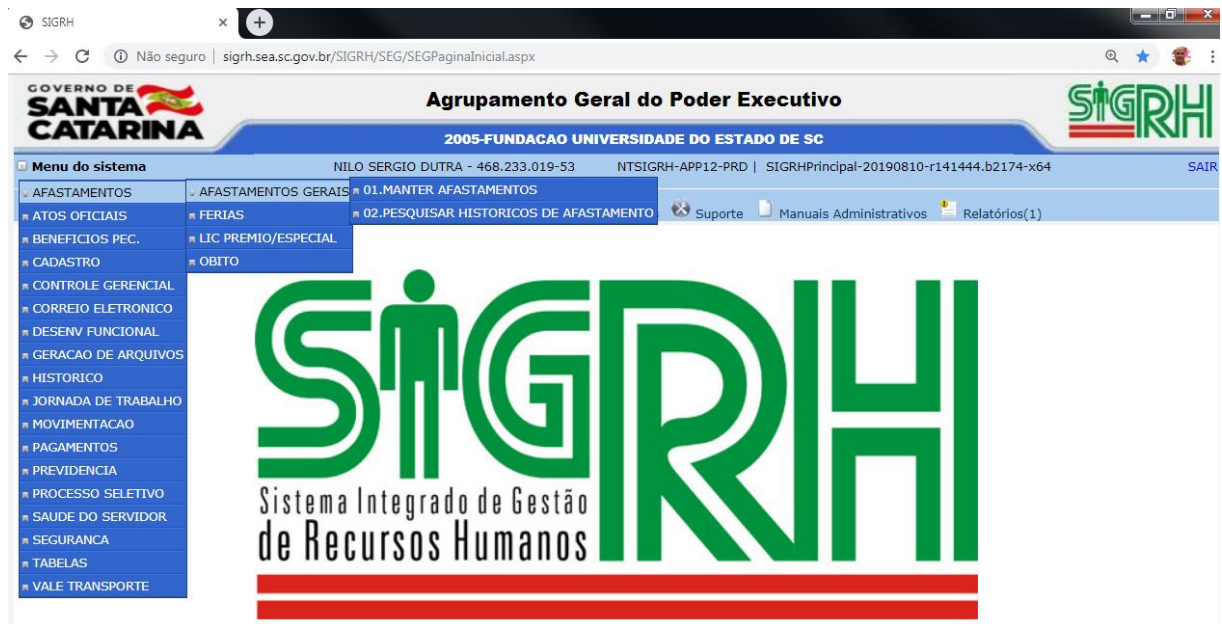 SIGRH
Não seguro | sigrh.sea.sc.gov.br/SIGRH/SEG/SEGPaginaInicial.aspx
GOVERNO DE
SANTA
CATARINA
Agrupamento Geral do Poder Executivo
SIGRH
2005-FUNDACAO UNIVERSIDADE DO ESTADO DE SC
Menu do sistema NILO SERGIO DUTRA - 468.233.019-53 NTSIGRH-APP12-PRD | SIGRHPrincipal-20190810-r141444.b2174-x64 SAIR
AFASTAMENTOS AFASTAMENTOS GERAIS 01.MANTER AFASTAMENTOS
ATOS OFICIAIS FERIAS 02.PESQUISAR HISTORICOS DE AFASTAMENTO Suporte Manuais Administrativos Relatórios(1)
BENEFICIOS PEC. LIC PREMIO/ESPECIAL
CADASTRO OBITO
CONTROLE GERENCIAL
CORREIO ELETRONICO
DESENV FUNCIONAL
GERACAO DE ARQUIVOS
HISTORICO
JORNADA DE TRABALHO
MOVIMENTACAO
PAGAMENTOS
PREVIDENCIA
PROCESSO SELETIVO
SAUDE DO SERVIDOR
SEGURANCA
TABELAS
VALE TRANSPORTE
SIGRH
Sistema Integrado de Gestão
de Recursos Humanos